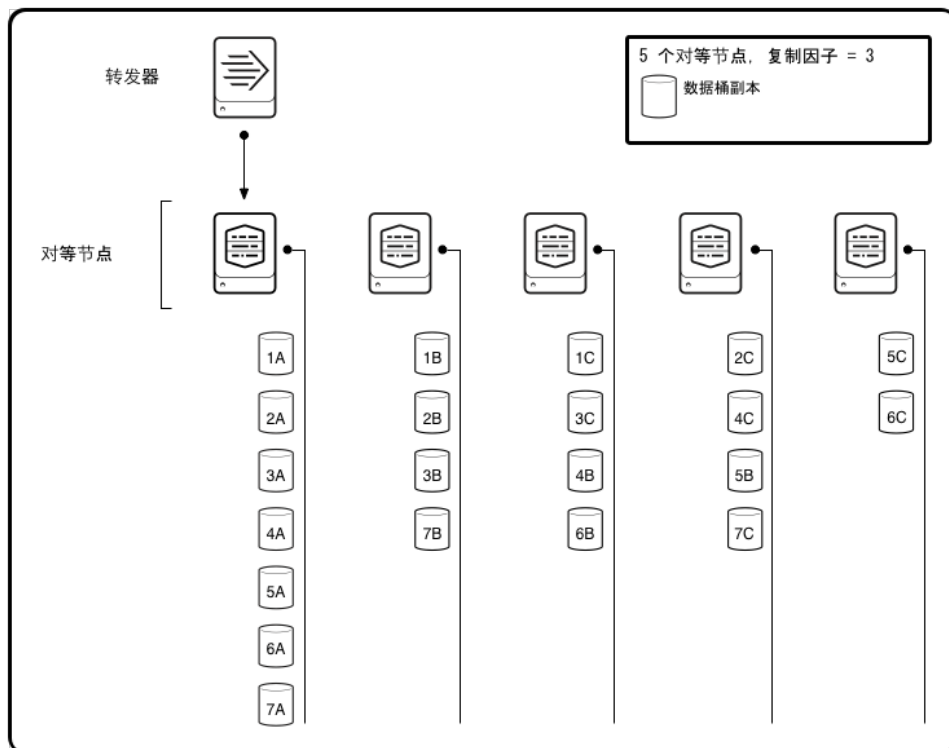 转发器
5 个对等节点, 复制因子 = 3
数据桶副本
对等节点
1A 1B 1C 2C 5C
2A 2B 3C 4C 6C
3A 3B 4B 5B
4A 7B 6B 7C
5A
6A
7A